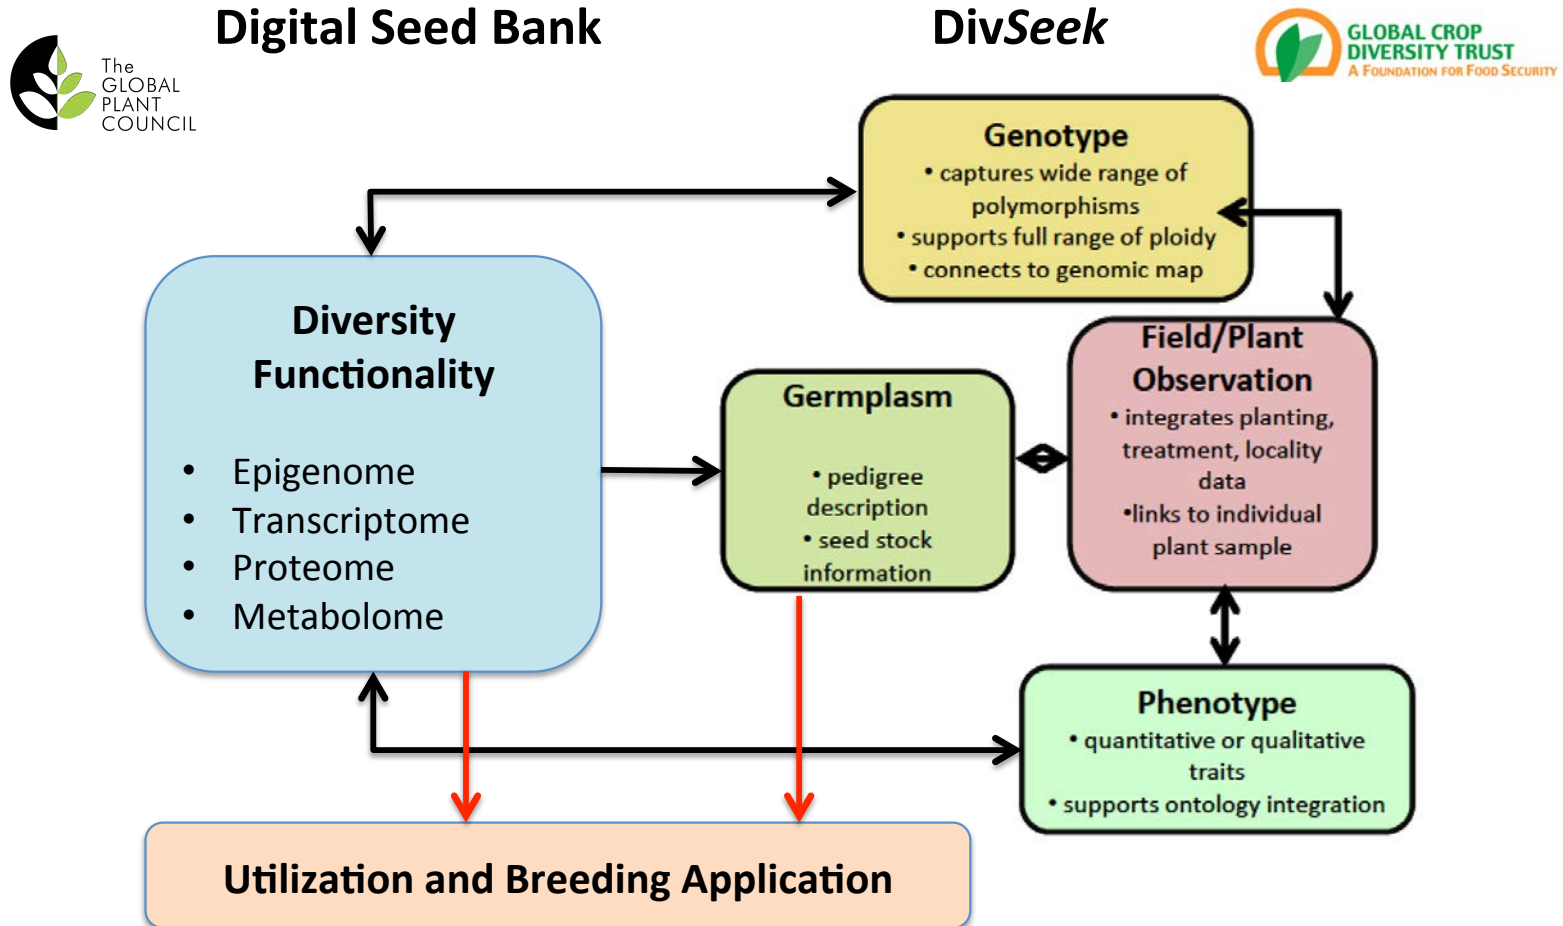 Digital Seed Bank
DivSeek
The
GLOBAL
PLANT
COUNCIL
GLOBAL CROP
DIVERSITY TRUST
A FOUNDATION FOR FOOD SECURITY
Genotype
• captures wide range of
polymorphisms
• supports full range of ploidy
• connects to genomic map
Diversity
Functionality
• Epigenome
• Transcriptome
• Proteome
• Metabolome
Germplasm
• pedigree
description
• seed stock
information
Field/Plant
Observation
• integrates planting,
treatment, locality
data
•links to individual
plant sample
Phenotype
• quantitative or qualitative
traits
• supports ontology integration
Utilization and Breeding Application